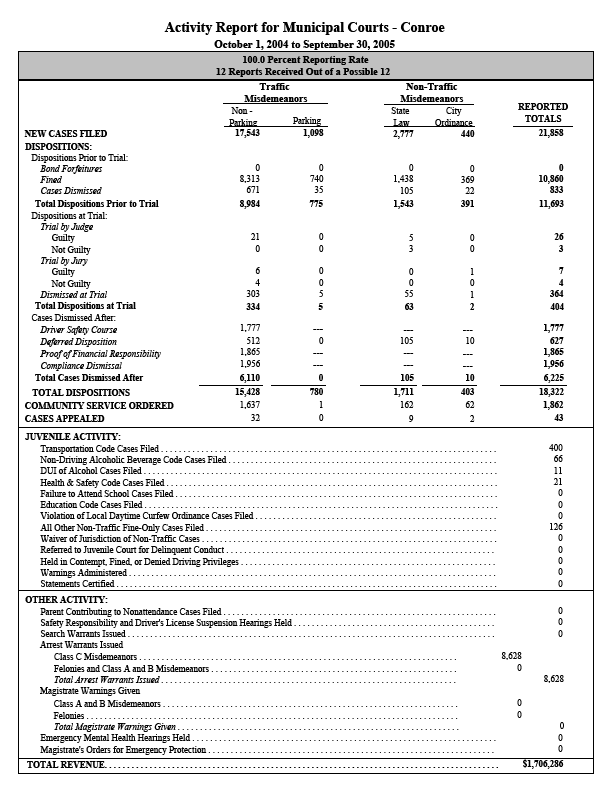 Activity Report for Municipal Courts - Conroe
October 1, 2004 to September 30, 2005
100.0 Percent Reporting Rate
12 Reports Received Out of a Possible 12
Traffic Misdemeanors Non-Traffic Misdemeanors
Non-Parking Parking State Law City Ordinance REPORTED TOTALS
NEW CASES FILED 17,543 1,098 2,777 440 21,858
DISPOSITIONS:
Dispositions Prior to Trial:
Bond Forfeitures 0 0 0 0 0
Fined 8,313 740 1,438 369 10,860
Cases Dismissed 671 35 105 22 833
Total Dispositions Prior to Trial 8,984 775 1,543 391 11,693
Dispositions at Trial:
Trial by Judge
Guilty 21 0 5 0 26
Not Guilty 0 0 3 0 3
Trial by Jury
Guilty 6 0 0 1 7
Not Guilty 4 0 0 0 4
Dismissed at Trial 303 5 55 1 364
Total Dispositions at Trial 334 5 63 2 404
Cases Dismissed After:
Driver Safty Course 1,777 --- --- --- 1,777
Deferred Disposition 512 0 105 10 627
Proof of Financial Responsibility 1,865 --- --- --- 1,865
Compliance Dismissal 1,956 --- --- --- 1,956
Total Cases Dismissed After 6,110 0 105 10 6,225
TOTAL DISPOSITIONS 15,428 780 1,711 403 18,322
COMMUNITY SERVICE ORDERED 1,637 1 162 62 1,862
CASES APPEALED 32 0 9 2 43
JUVENILE ACTIVITY:
Transportation Code Cases Filed 400
Non-Driving Alcoholic Beverage Code Cases Filed 66
DUI of Alcohol Cases Filed 11
Health & Safety Code Cases Filed 21
Failure to Attend School Cases Filed 0
Education Code Cases Filed 0
Violation of Local Daytime Curfew Ordinance Cases Filed 0
All Other Non-Traffic Fine-Only Cases Filed 126
Waiver of Jurisdiction of Non-Traffic Cases 0
Referred to Juvenile Court for Delinquent Conduct 0
Held in Contempt, Fined, or Denied Driving Privileges 0
Warnings Administered 0
Statements Certified 0
OTHER ACTIVITY:
Parent Contributing to Nonattendance Cases Filed 0
Safety Responsibility and Driver's License Suspension Hearings Held 0
Search Warrants Issued 0
Arrest Warrants Issued
Class C Misdemeanors 8,628
Felonies and Class A and B Misdemeanors 0
Total Arrest Warrants Issued 8,628
Magistrate Warnings Given
Class A and B Misdemeanors 0
Felonies 0
Total Magistrate Warnings Given 0
Emergency Mental Health Hearings Held 0
Magistrate's Orders for Emergency Protection 0
TOTAL REVENUE $1,706,286